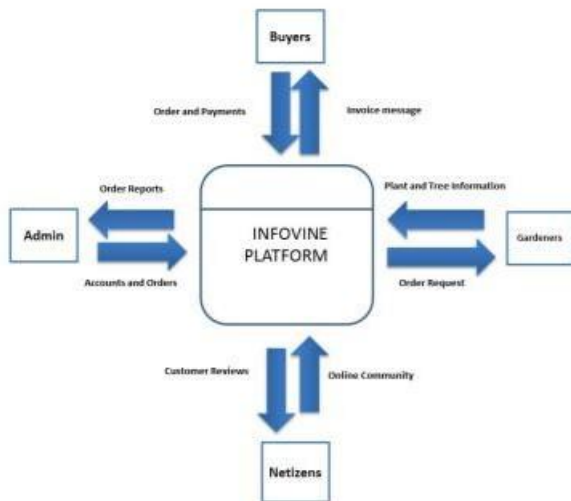 Buyers
Order and Payments
Invoice message
Order Reports
Plant and Tree Information
Admin
INFOVINE
PLATFORM
Gardeners
Accounts and Orders
Order Request
Customer Reviews
Online Community
Netizens